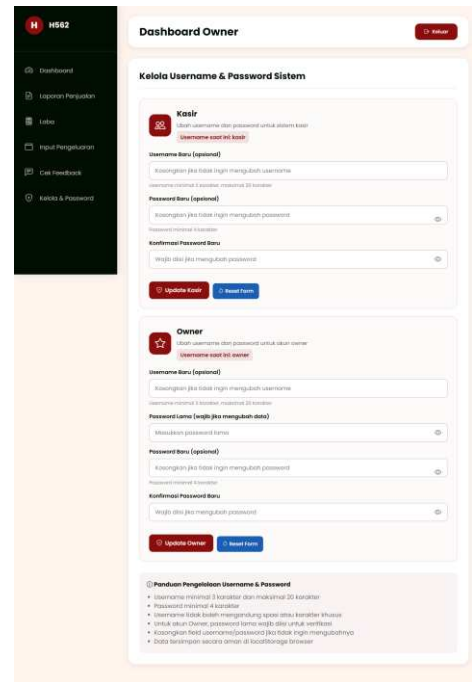 H H562
Dashboard Owner
Keluar
Dashboard
Laporan Penjualan
Laba
Input Pengeluaran
Cek Feedback
Kelola & Password
Kelola Username & Password Sistem
Kasir
Ubah username dan password untuk sistem kasir
Username saat ini: kasir
Username Baru (opsional)
Kosongkan jika tidak ingin mengubah username
Username minimal 3 karakter, maksimal 20 karakter
Password Baru (opsional)
Kosongkan jika tidak ingin mengubah password
Password minimal 4 karakter
Konfirmasi Password Baru
Wajib diisi jika mengubah password
Update Kasir
Reset Form
Owner
Ubah username dan password untuk akun owner
Username saat ini: owner
Username Baru (opsional)
Kosongkan jika tidak ingin mengubah username
Username minimal 3 karakter, maksimal 20 karakter
Password Lama (wajib jika mengubah data)
Masukkan password lama
Password Baru (opsional)
Kosongkan jika tidak ingin mengubah password
Password minimal 4 karakter
Konfirmasi Password Baru
Wajib diisi jika mengubah password
Update Owner
Reset Form
Panduan Pengelolaan Username & Password
• Username minimal 3 karakter dan maksimal 20 karakter
• Password minimal 4 karakter
• Username tidak boleh mengandung spasi atau karakter khusus
• Untuk akun Owner, password lama wajib diisi untuk verifikasi
• Kosongkan field username/password jika tidak ingin mengubahnya
• Data tersimpan secara aman di localStorage browser